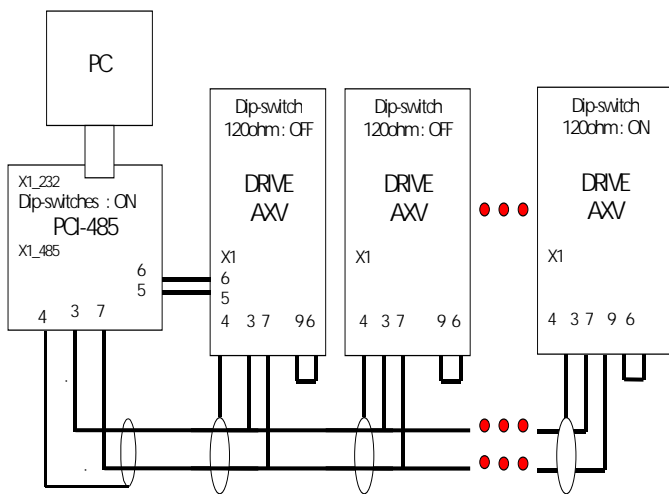 PC
X1_232
Dip-switches : ON
PCI-485
X1_485
6
5
4 3 7
Dip-switch
120ohm : OFF
DRIVE
AXV
X1
6
5
4 3 7 9 6
Dip-switch
120ohm : OFF
DRIVE
AXV
X1
4 3 7 9 6
Dip-switch
120ohm : ON
DRIVE
AXV
X1
4 3 7 9 6